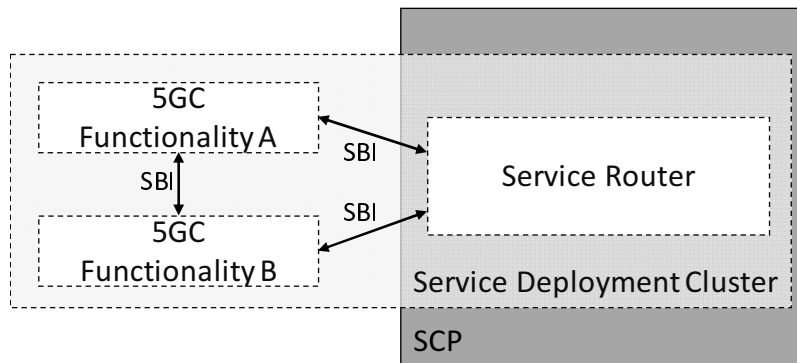 5GC
Functionality A
SBI
SBI
Service Router
SBI
5GC
Functionality B
Service Deployment Cluster
SCP